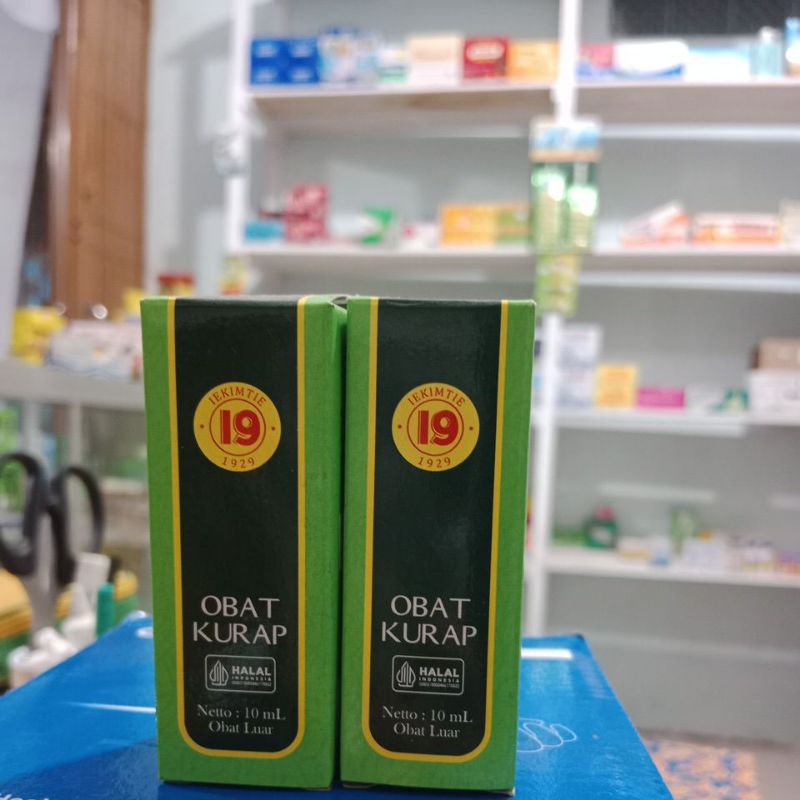 IEKIMTIE
19
1929
OBAT
KURAP
HALAL
INDONESIA
Netto : 10 mL
Obat Luar
IEKIMTIE
19
1929
OBAT
KURAP
HALAL
INDONESIA
Netto : 10 mL
Obat Luar